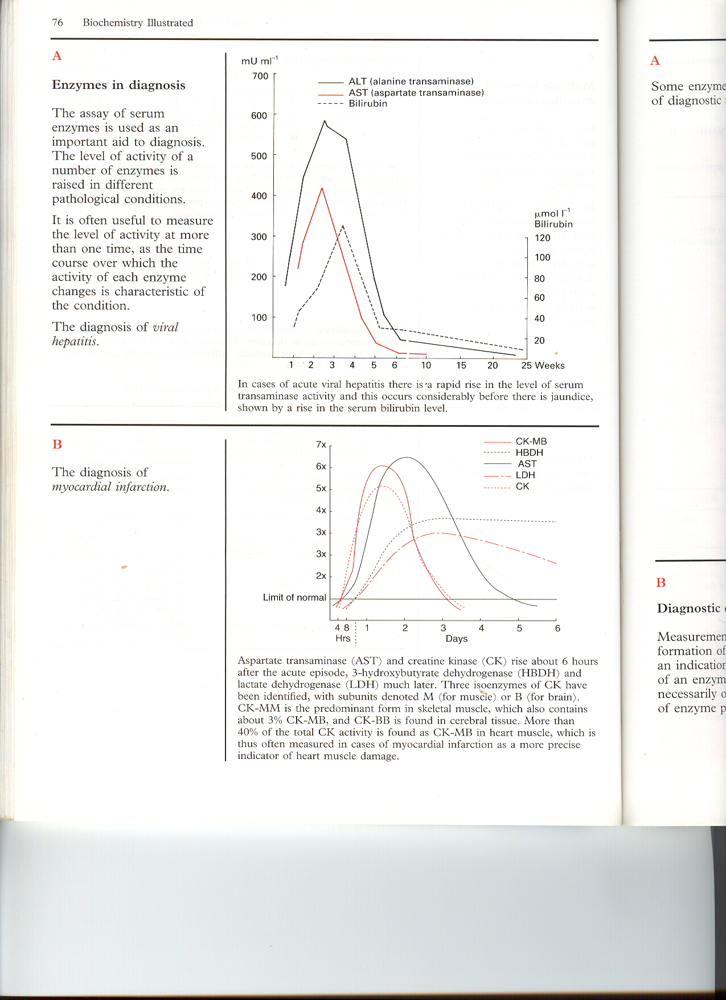 76 Biochemistry Illustrated
A
Enzymes in diagnosis
The assay of serum
enzymes is used as an
important aid to diagnosis.
The level of activity of a
number of enzymes is
raised in different
pathological conditions.
It is often useful to measure
the level of activity at more
than one time, as the time
course over which the
activity of each enzyme
changes is characteristic of
the condition.
The diagnosis of viral
hepatitis.
mU ml⁻¹
700
600
500
400
300
200
100
ALT (alanine transaminase)
AST (aspartate transaminase)
Bilirubin
µmol l⁻¹
Bilirubin
120
100
80
60
40
20
1 2 3 4 5 6 10 15 20 25 Weeks
In cases of acute viral hepatitis there is a rapid rise in the level of serum
transaminase activity and this occurs considerably before there is jaundice,
shown by a rise in the serum bilirubin level.
B
The diagnosis of
myocardial infarction.
7x
6x
5x
4x
3x
3x
2x
Limit of normal
CK-MB
HBDH
AST
LDH
CK
4 8 1 2 3 4 5 6
Hrs Days
Aspartate transaminase (AST) and creatine kinase (CK) rise about 6 hours
after the acute episode, 3-hydroxybutyrate dehydrogenase (HBDH) and
lactate dehydrogenase (LDH) much later. Three isoenzymes of CK have
been identified, with subunits denoted M (for muscle) or B (for brain).
CK-MM is the predominant form in skeletal muscle, which also contains
about 3% CK-MB, and CK-BB is found in cerebral tissue. More than
40% of the total CK activity is found as CK-MB in heart muscle, which is
thus often measured in cases of myocardial infarction as a more precise
indicator of heart muscle damage.
A
Some enzyme
of diagnostic
B
Diagnostic
Measuremen
formation of
an indication
of an enzym
necessarily o
of enzyme p